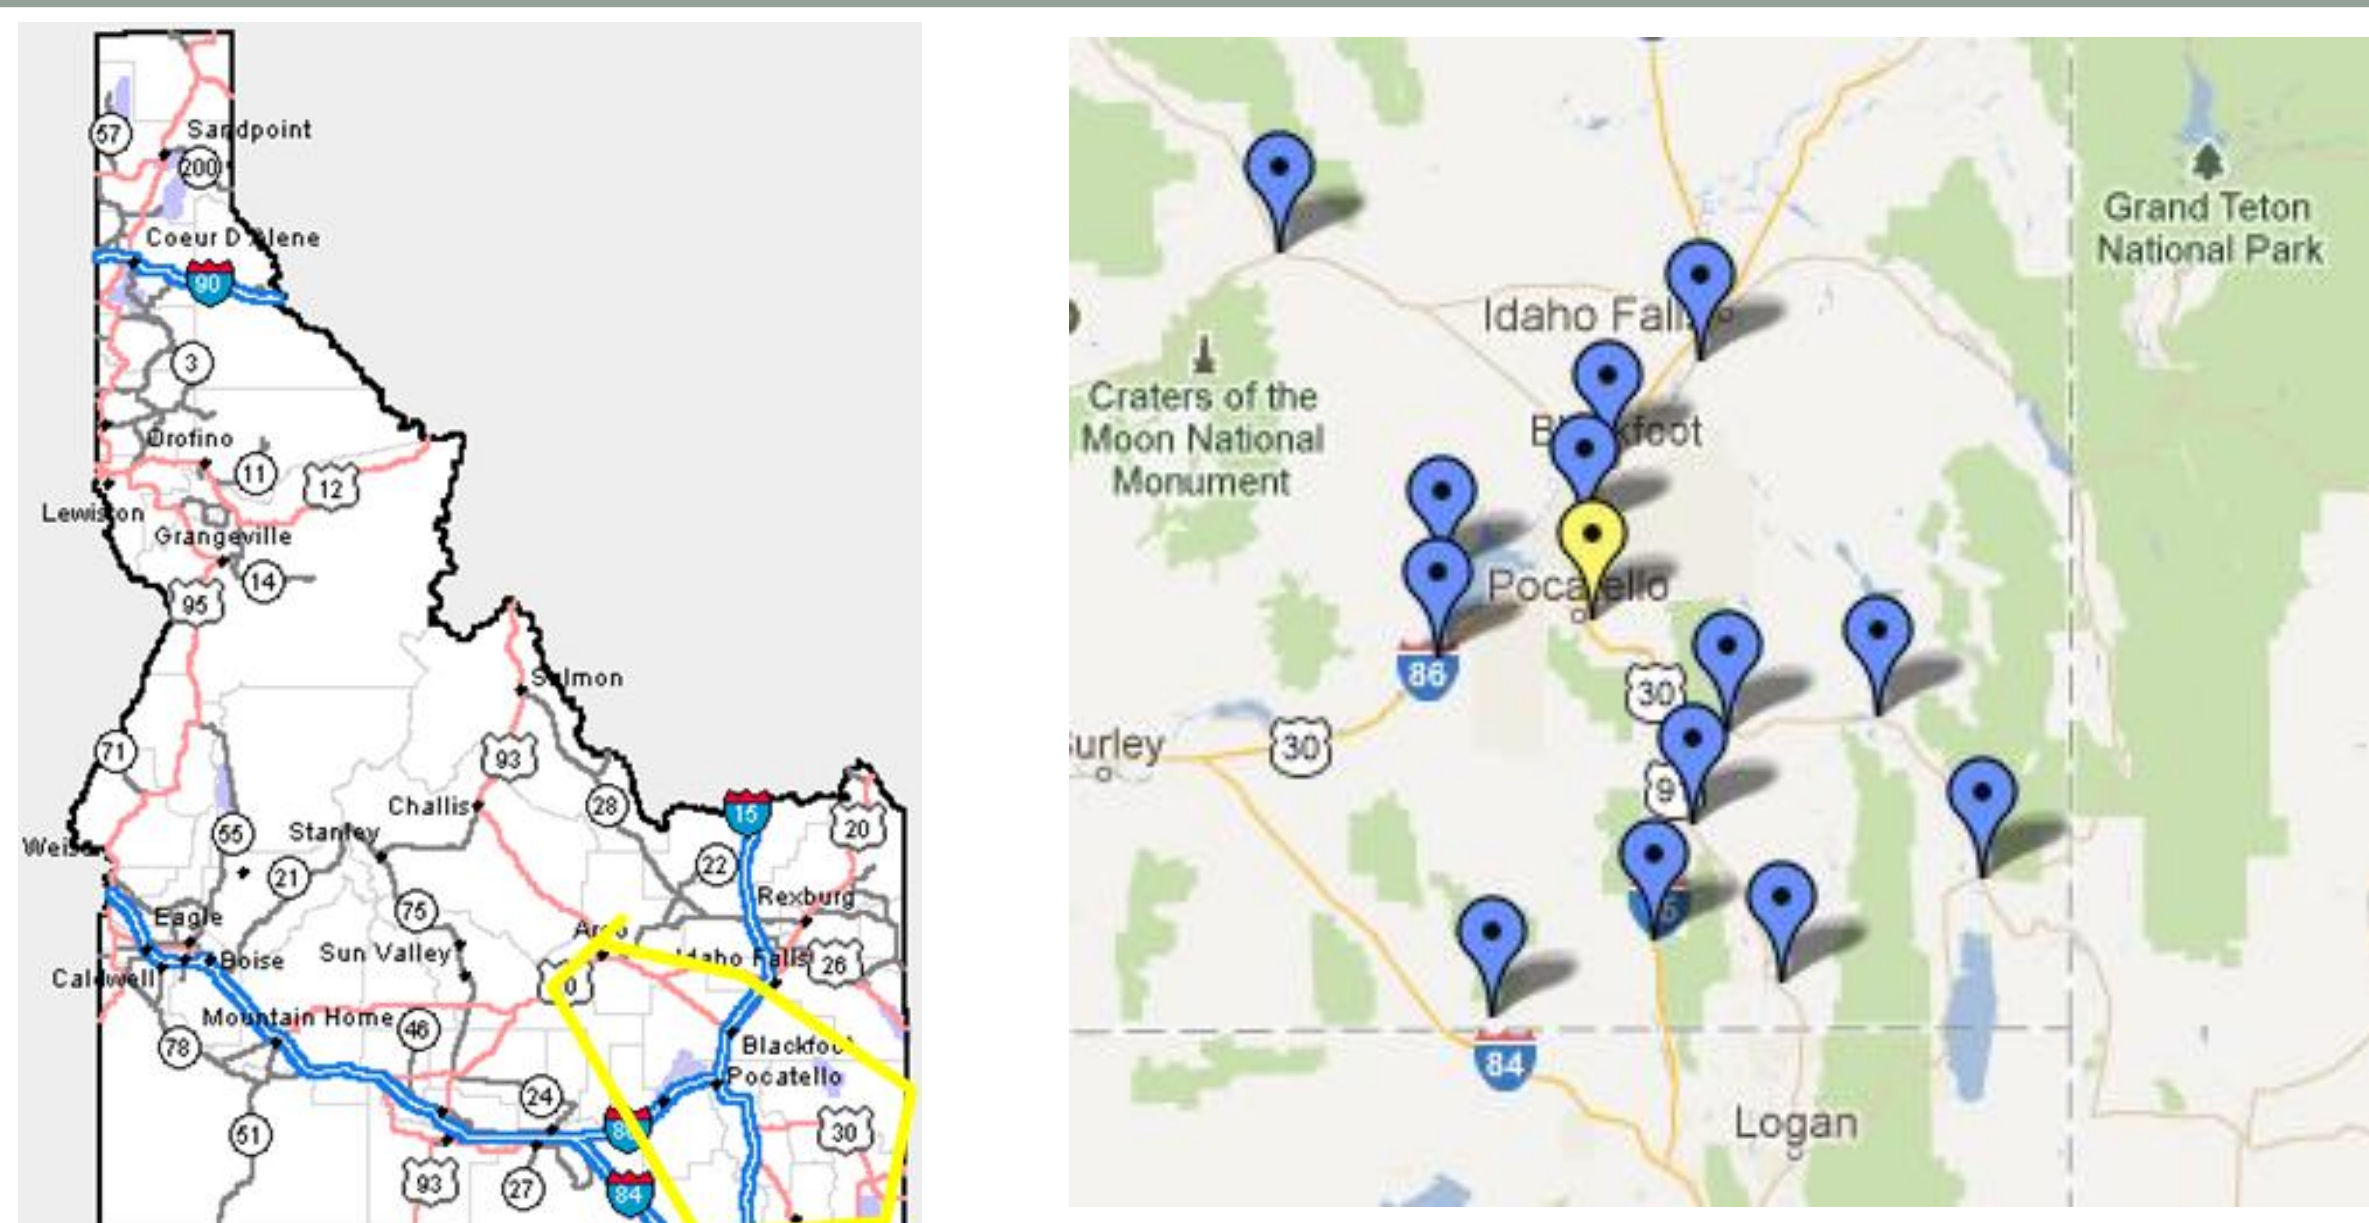 57
Sandpoint
200
Coeur D Alene
90
3
Orofino
11
12
Lewiston
Grangeville
14
95
Salmon
71
93
Challis
28
15
20
55
Stanley
22
21
Rexburg
75
Eagle
Arco
Sun Valley
Idaho Falls
26
Boise
Caldwell
Mountain Home
46
78
Blackfoot
Pocatello
24
51
30
93
27
84
Grand Teton
National Park
Idaho Falls
Craters of the
Moon National
Monument
Blackfoot
Pocatello
86
30
30
84
Logan